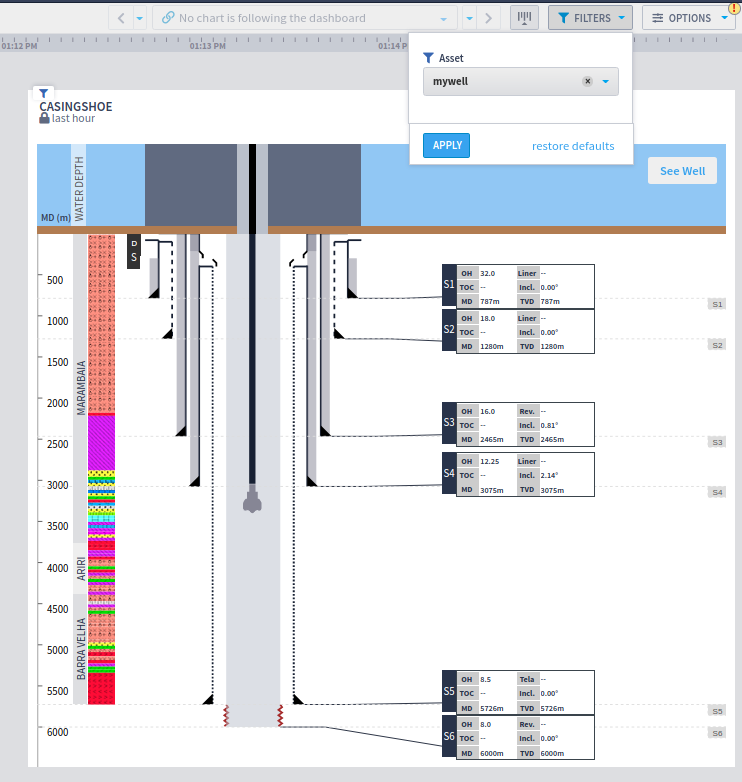 No chart is following the dashboard
FILTERS
OPTIONS
01:12 PM
01:13 PM
01:14 P
Asset
mywell
APPLY
restore defaults
CASINGSHOE
last hour
WATER DEPTH
MD (m)
See Well
D
S
500
1000
1500
2000
2500
3000
3500
4000
4500
5000
5500
6000
MARAMBAIA
ARIRI
BARRA VELHA
S1
OH 32.0 Liner --
TOC -- Incl. 0.00°
MD 787m TVD 787m
S1
S2
OH 18.0 Liner --
TOC -- Incl. 0.00°
MD 1280m TVD 1280m
S2
S3
OH 16.0 Rev. --
TOC -- Incl. 0.81°
MD 2465m TVD 2465m
S3
S4
OH 12.25 Liner --
TOC -- Incl. 2.14°
MD 3075m TVD 3075m
S4
S5
OH 8.5 Tela --
TOC -- Incl. 0.00°
MD 5726m TVD 5726m
S5
S6
OH 8.0 Rev. --
TOC -- Incl. 0.00°
MD 6000m TVD 6000m
S6